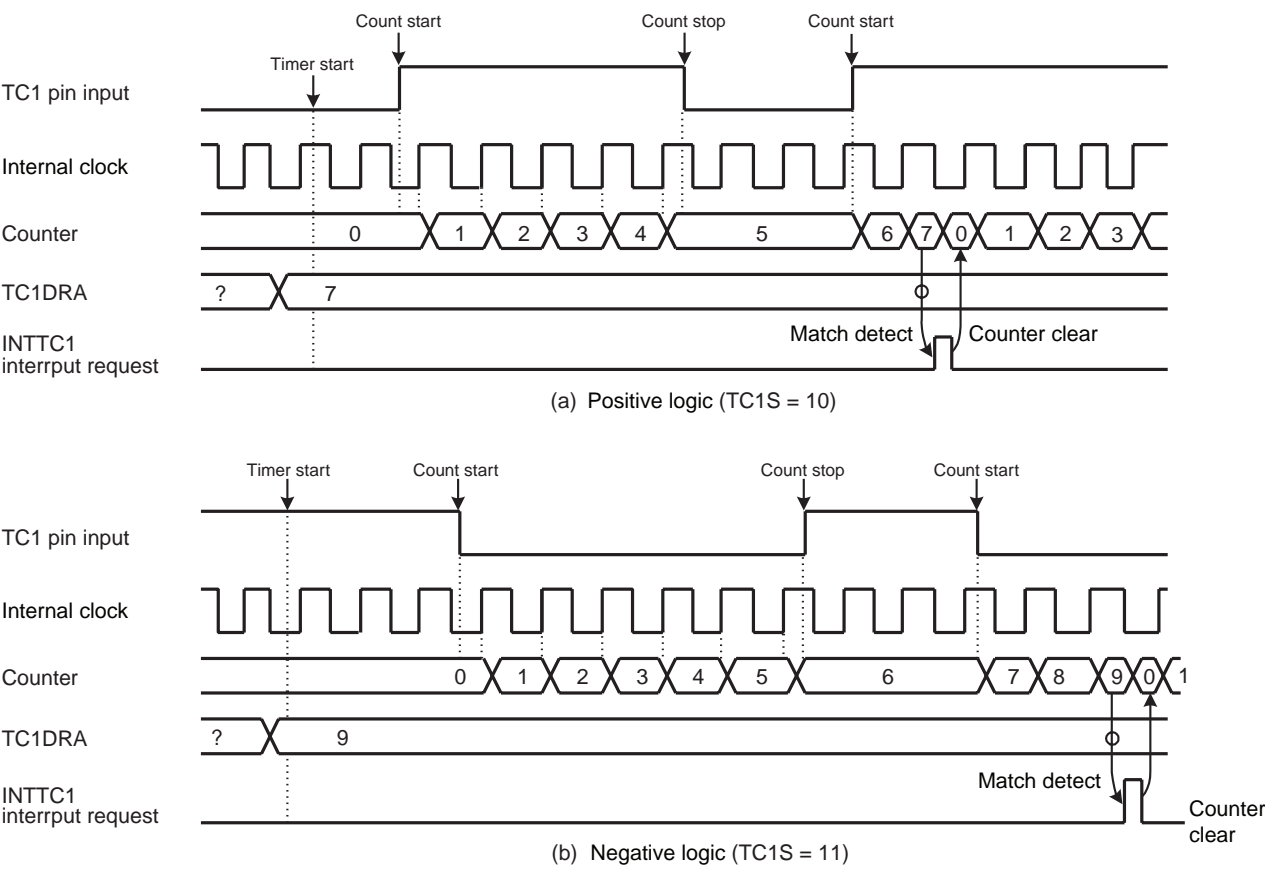 Count start
Count stop
Count start
Timer start
TC1 pin input
Internal clock
Counter
0 1 2 3 4 5 6 7 0 1 2 3
TC1DRA
? 7
Match detect
Counter clear
INTTC1
interrput request
(a) Positive logic (TC1S = 10)
Timer start
Count start
Count stop
Count start
TC1 pin input
Internal clock
Counter
0 1 2 3 4 5 6 7 8 9 0 1
TC1DRA
? 9
Match detect
INTTC1
interrput request
Counter
clear
(b) Negative logic (TC1S = 11)